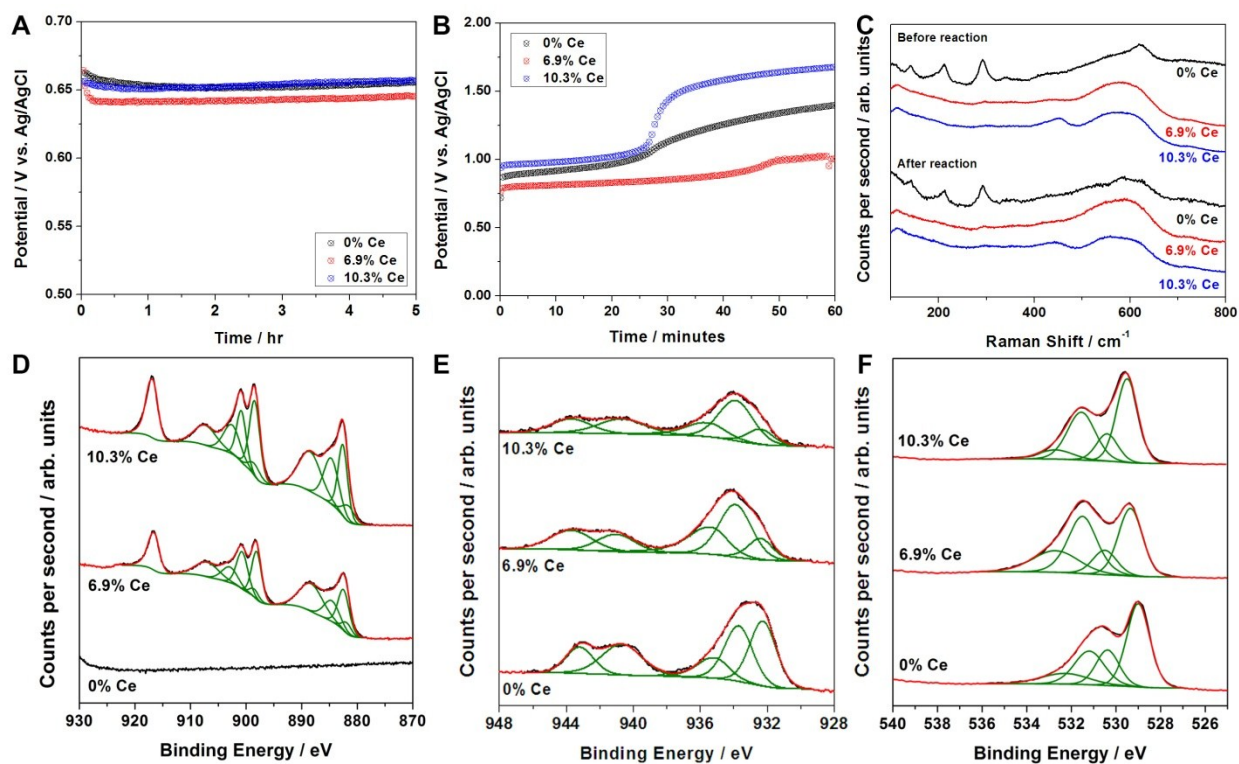 A
Potential / V vs. Ag/AgCl
0.70
0.65
0.60
0.55
0.50
0% Ce
6.9% Ce
10.3% Ce
0 1 2 3 4 5
Time / hr
B
Potential / V vs. Ag/AgCl
2.00
1.50
1.00
0.50
0.00
0% Ce
6.9% Ce
10.3% Ce
0 10 20 30 40 50 60
Time / minutes
C
Counts per second / arb. units
Before reaction
0% Ce
6.9% Ce
10.3% Ce
After reaction
0% Ce
6.9% Ce
10.3% Ce
200 400 600 800
Raman Shift / cm⁻¹
D
Counts per second / arb. units
10.3% Ce
6.9% Ce
0% Ce
930 920 910 900 890 880 870
Binding Energy / eV
E
Counts per second / arb. units
10.3% Ce
6.9% Ce
0% Ce
948 944 940 936 932 928
Binding Energy / eV
F
Counts per second / arb. units
10.3% Ce
6.9% Ce
0% Ce
540 538 536 534 532 530 528 526
Binding Energy / eV